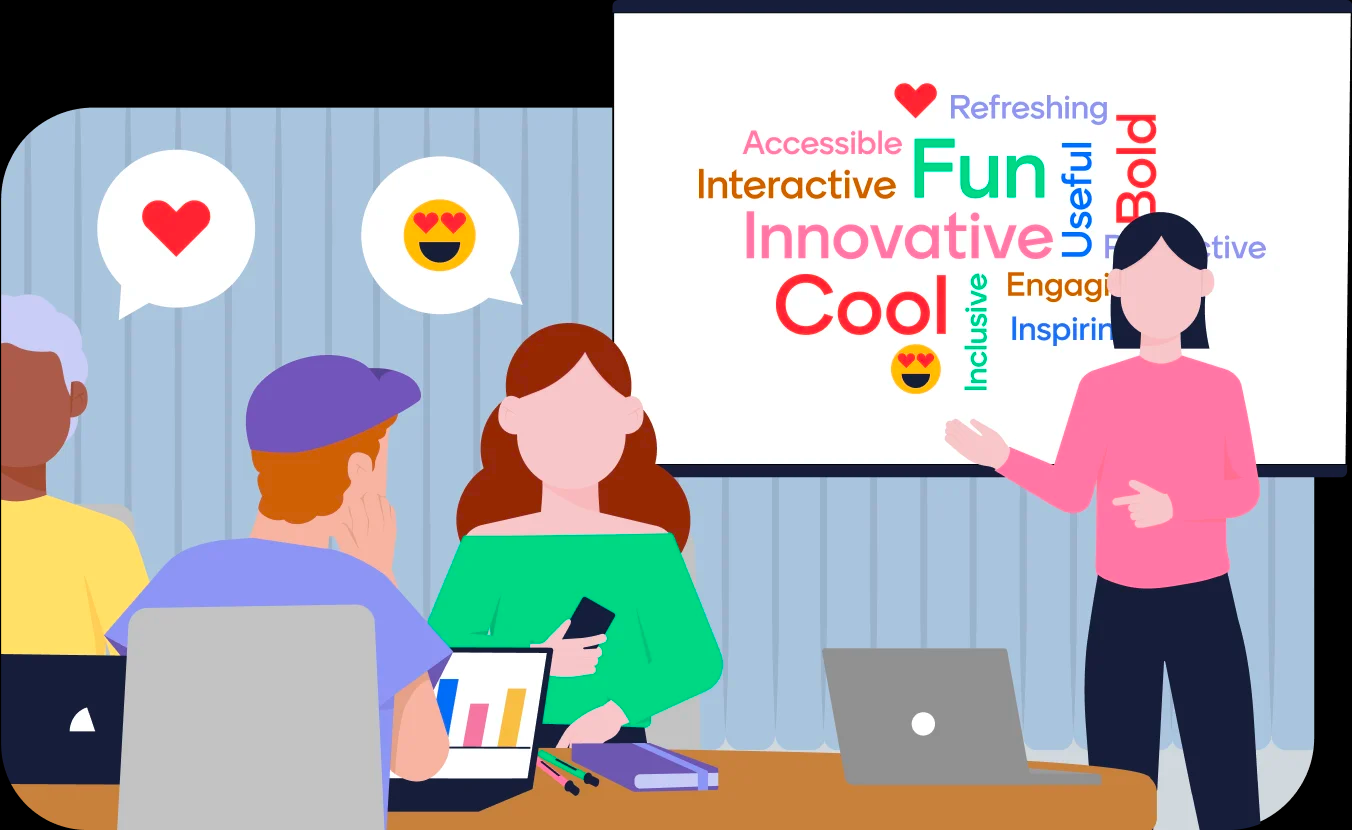 Refreshing
Accessible
Fun
Useful
Bold
Interactive
Innovative
Cool
Inclusive
Engagi
Inspirin